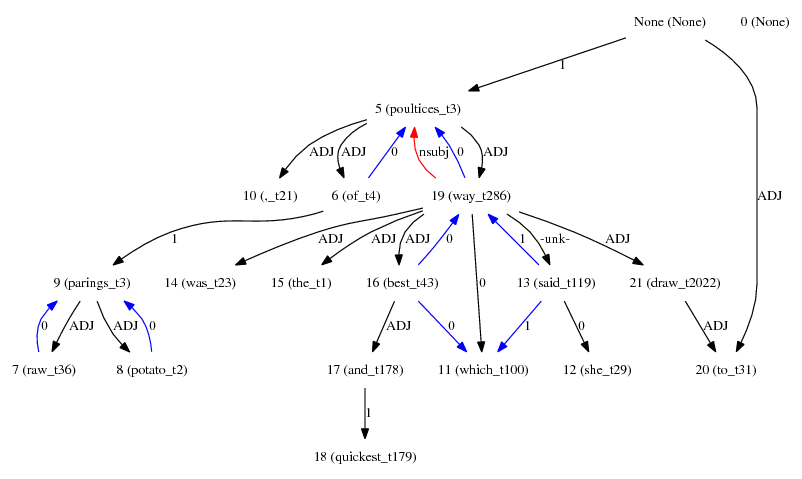 None (None) 0 (None)
1
5 (poultices_t3)
ADJ ADJ 0 nsubj 0 ADJ ADJ
10 (,_t21) 6 (of_t4) 19 (way_t286)
1 ADJ ADJ ADJ 0 0 1 -unk- ADJ
9 (parings_t3) 14 (was_t23) 15 (the_t1) 16 (best_t43) 13 (said_t119) 21 (draw_t2022)
0 ADJ ADJ 0 ADJ 0 1 0 ADJ
7 (raw_t36) 8 (potato_t2) 17 (and_t178) 11 (which_t100) 12 (she_t29) 20 (to_t31)
1
18 (quickest_t179)